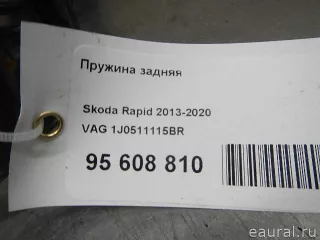 Пружина задняя
Skoda Rapid 2013-2020
VAG 1J0511115BR
95 608 810
eaural.ru